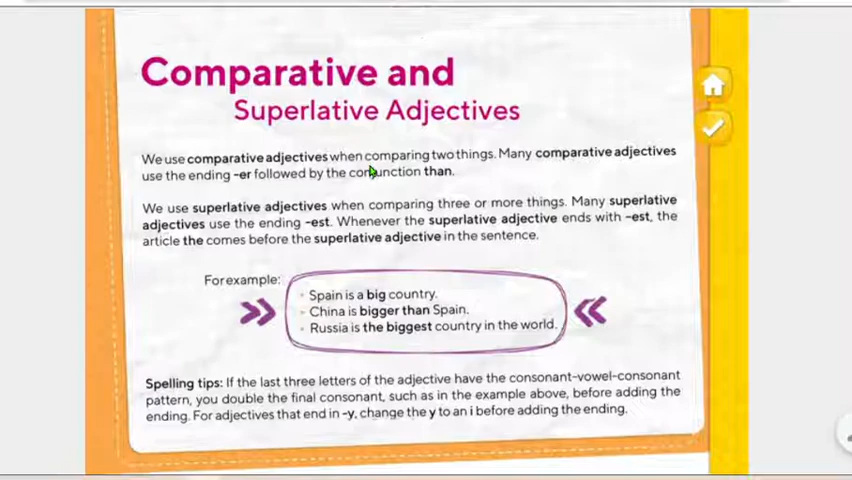 Comparative and
Superlative Adjectives
We use comparative adjectives when comparing two things. Many comparative adjectives
use the ending -er followed by the conjunction than.
We use superlative adjectives when comparing three or more things. Many superlative
adjectives use the ending -est. Whenever the superlative adjective ends with -est, the
article the comes before the superlative adjective in the sentence.
For example:
• Spain is a big country.
• China is bigger than Spain.
• Russia is the biggest country in the world.
Spelling tips: If the last three letters of the adjective have the consonant-vowel-consonant
pattern, you double the final consonant, such as in the example above, before adding the
ending. For adjectives that end in -y, change the y to an i before adding the ending.